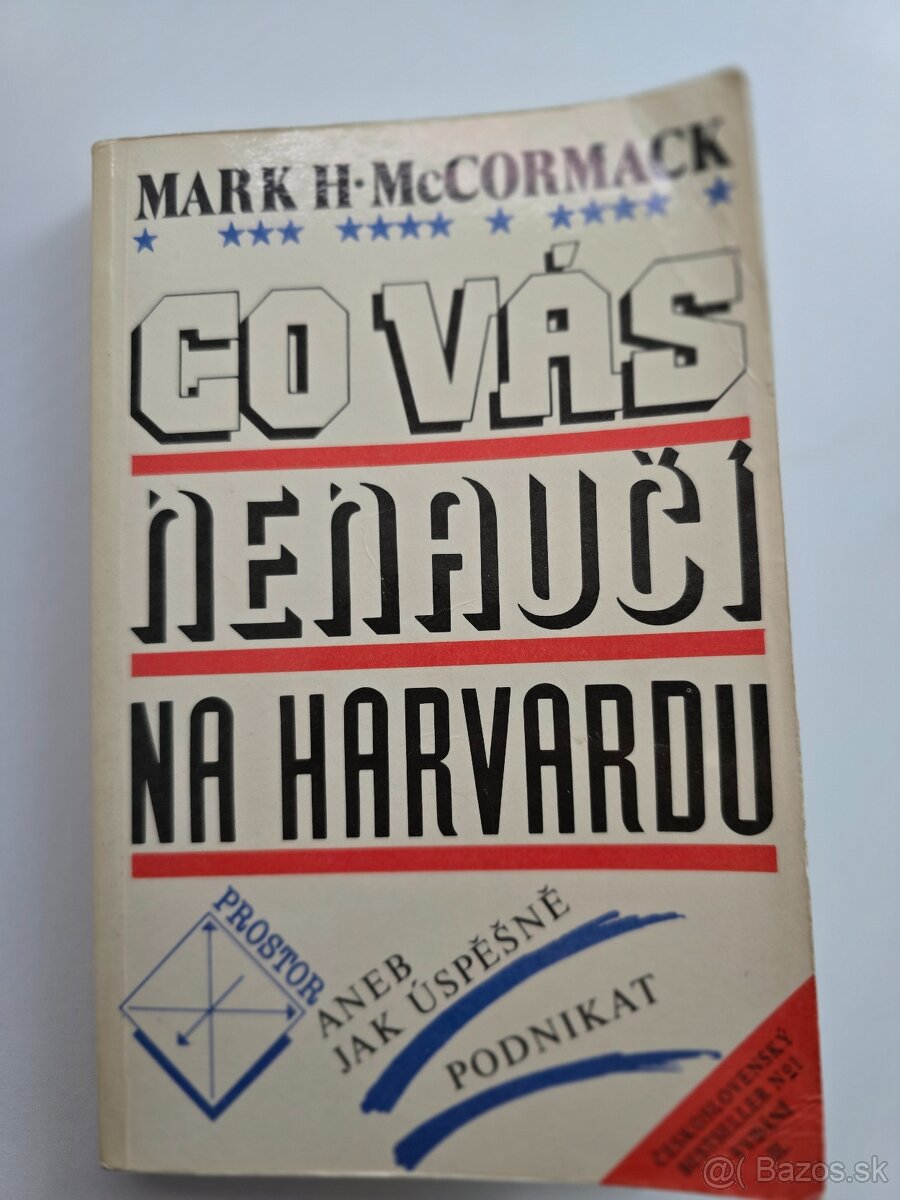 MARK H·McCORMACK
CO VÁS
NENAUČÍ
NA HARVARDU
PROSTOR
ANEB
JAK ÚSPĚŠNĚ
PODNIKAT
ČESKOSLOVENSKÝ
BESTSELLER Nº1
@( Bazos.sk